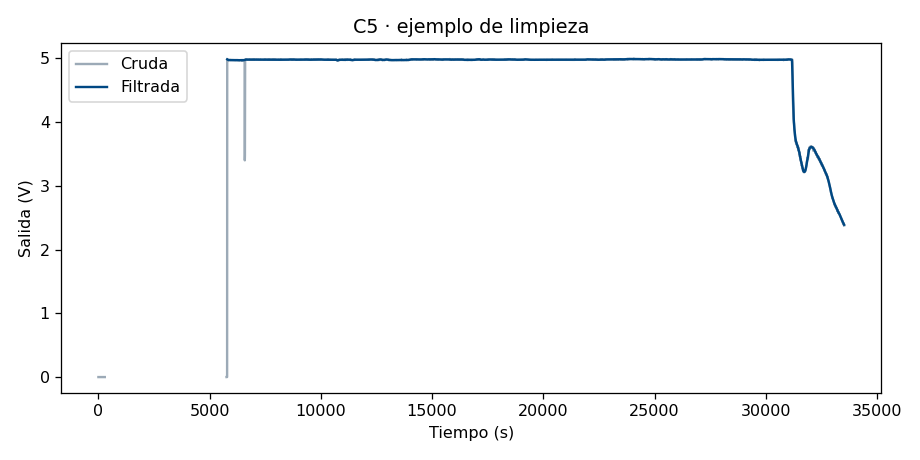 C5 · ejemplo de limpieza
Cruda
Filtrada
Salida (V)
5
4
3
2
1
0
0 5000 10000 15000 20000 25000 30000 35000
Tiempo (s)